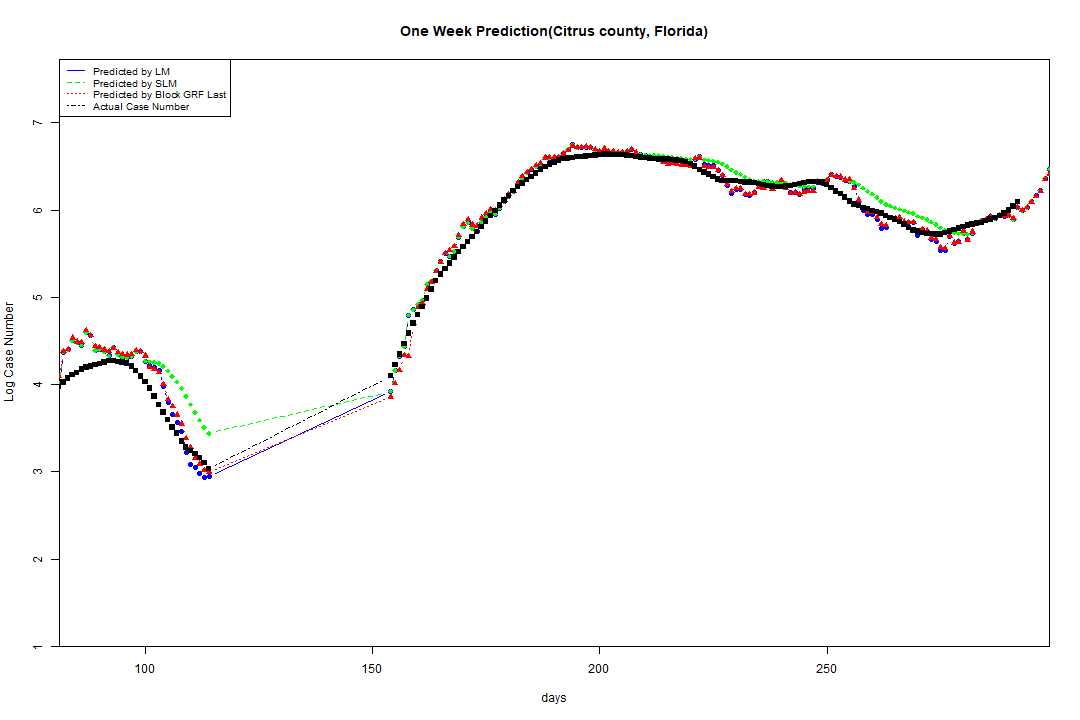 One Week Prediction(Citrus county, Florida)
Predicted by LM
Predicted by SLM
Predicted by Block GRF Last
Actual Case Number
7
6
5
4
3
2
1
Log Case Number
100 150 200 250
days